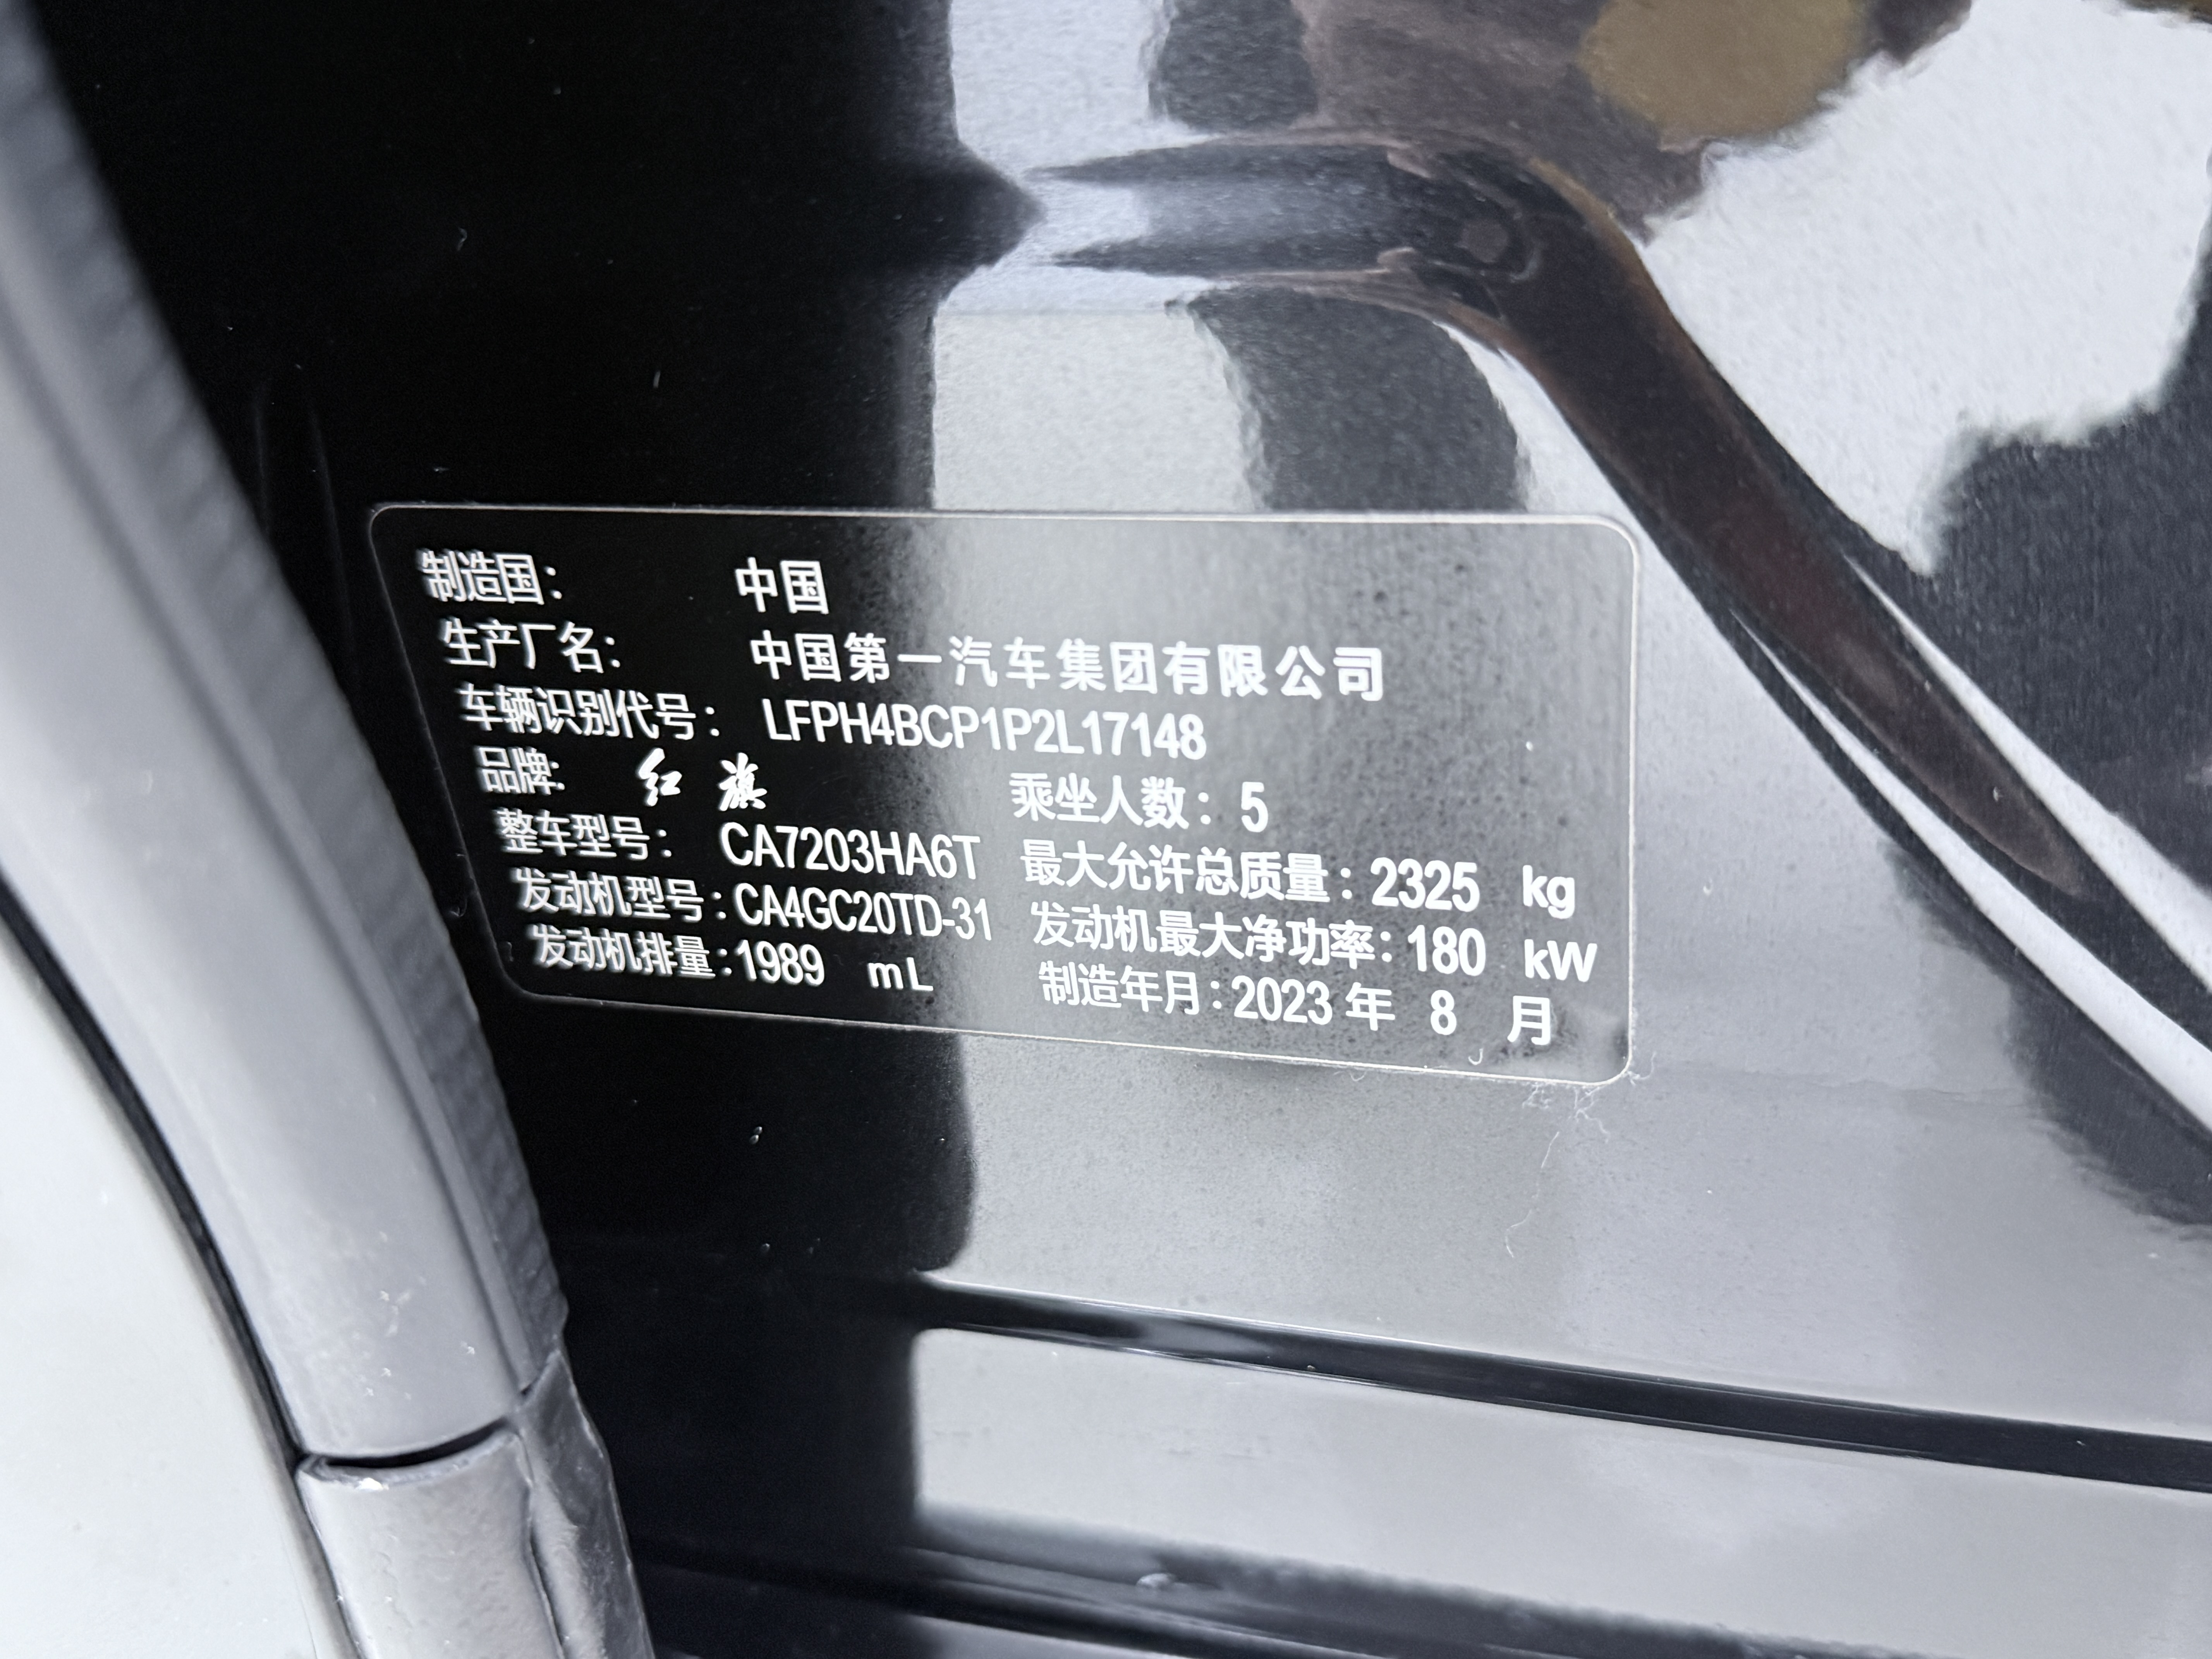 制造国： 中国
生产厂名： 中国第一汽车集团有限公司
车辆识别代号： LFPH4BCP1P2L17148
品牌: 红旗 乘坐人数：5
整车型号： CA7203HA6T 最大允许总质量：2325 kg
发动机型号：CA4GC20TD-31 发动机最大净功率：180 kW
发动机排量：1989 mL 制造年月：2023 年 8 月